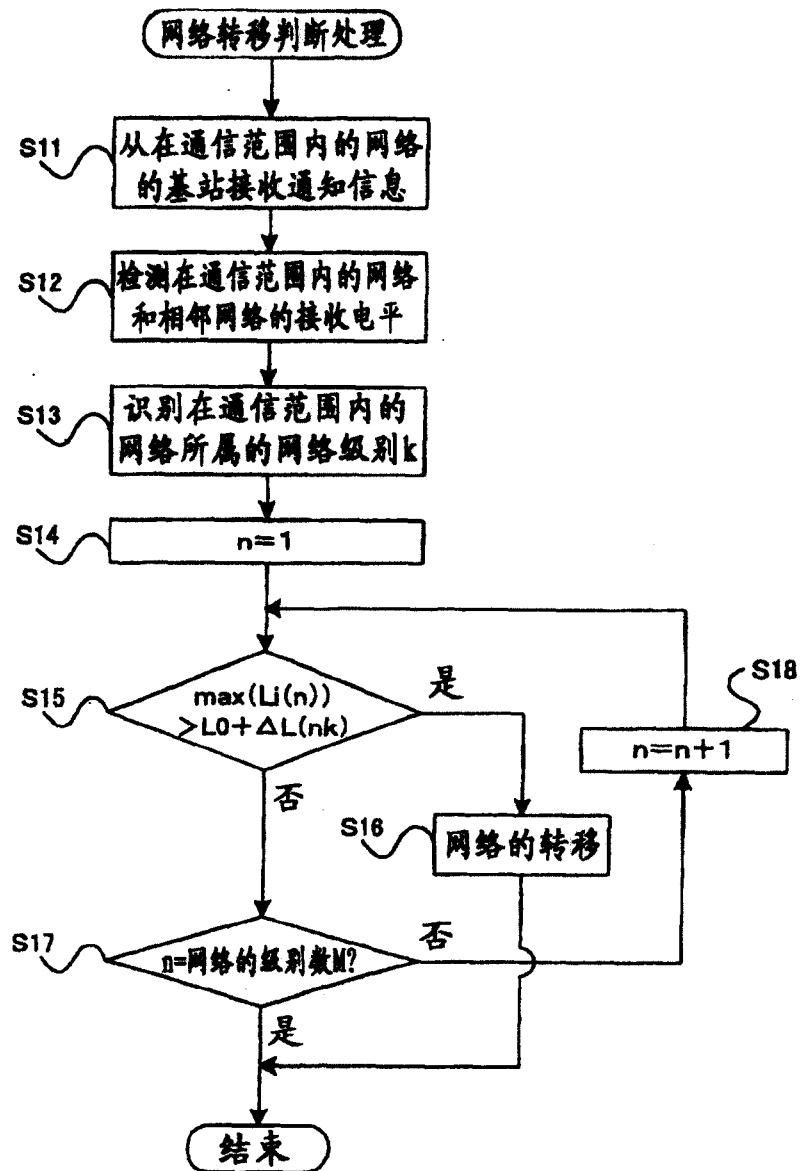 网络转移判断处理
S11
从在通信范围内的网络
的基站接收通知信息
S12
检测在通信范围内的网络
和相邻网络的接收电平
S13
识别在通信范围内的
网络所属的网络级别k
S14
n=1
S15
max(Li(n))
>L0+ΔL(nk)
是
否
S18
n=n+1
S16
网络的转移
S17
n=网络的级别数M?
否
是
结束